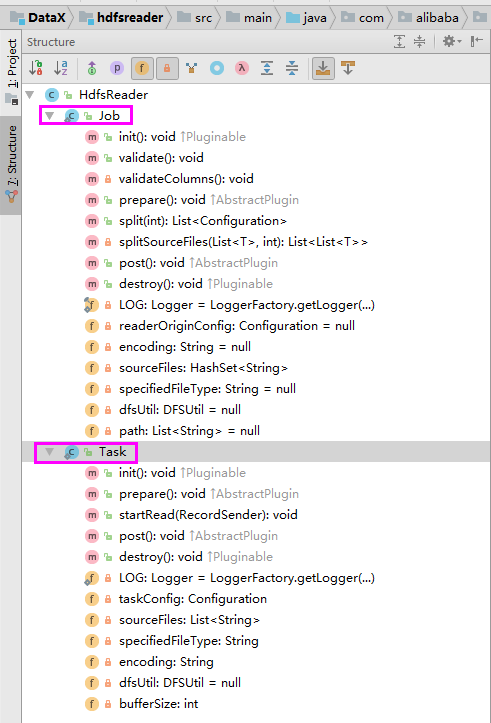 DataX hdfsreader src main java com alibaba
Structure
1: Project
7: Structure
HdfsReader
Job
init(): void ↑Pluginable
validate(): void
validateColumns(): void
prepare(): void ↑AbstractPlugin
split(int): List<Configuration>
splitSourceFiles(List<T>, int): List<List<T>>
post(): void ↑AbstractPlugin
destroy(): void ↑Pluginable
LOG: Logger = LoggerFactory.getLogger(...)
readerOriginConfig: Configuration = null
encoding: String = null
sourceFiles: HashSet<String>
specifiedFileType: String = null
dfsUtil: DFSUtil = null
path: List<String> = null
Task
init(): void ↑Pluginable
prepare(): void ↑AbstractPlugin
startRead(RecordSender): void
post(): void ↑AbstractPlugin
destroy(): void ↑Pluginable
LOG: Logger = LoggerFactory.getLogger(...)
taskConfig: Configuration
sourceFiles: List<String>
specifiedFileType: String
encoding: String
dfsUtil: DFSUtil = null
bufferSize: int